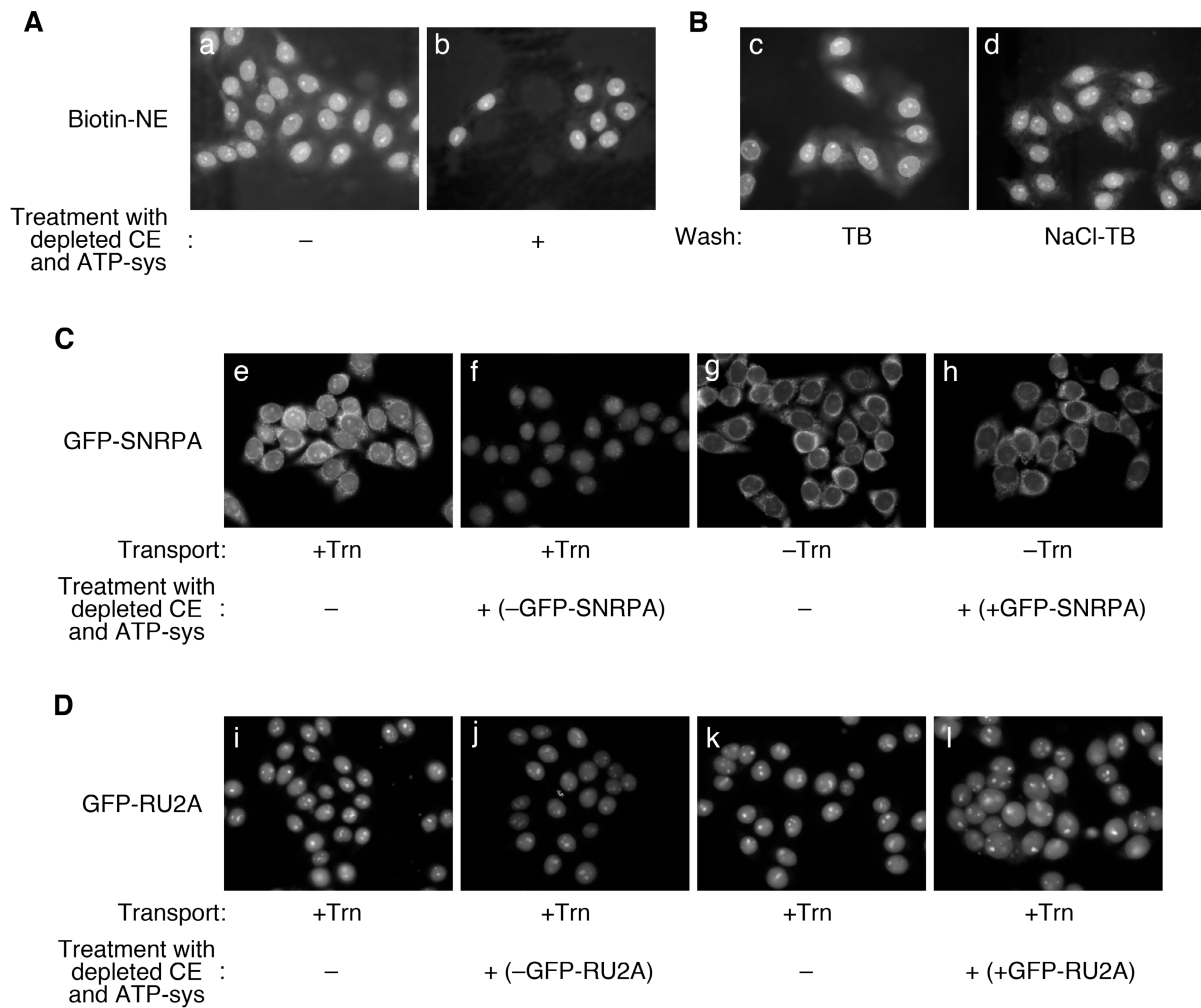 A
B
a
b
c
d
Biotin-NE
Treatment with
depleted CE :
and ATP-sys
–
+
Wash:
TB
NaCl-TB
C
e
f
g
h
GFP-SNRPA
Transport:
+Trn
+Trn
–Trn
–Trn
Treatment with
depleted CE :
and ATP-sys
–
+ (–GFP-SNRPA)
–
+ (+GFP-SNRPA)
D
i
j
k
l
GFP-RU2A
Transport:
+Trn
+Trn
+Trn
+Trn
Treatment with
depleted CE :
and ATP-sys
–
+ (–GFP-RU2A)
–
+ (+GFP-RU2A)